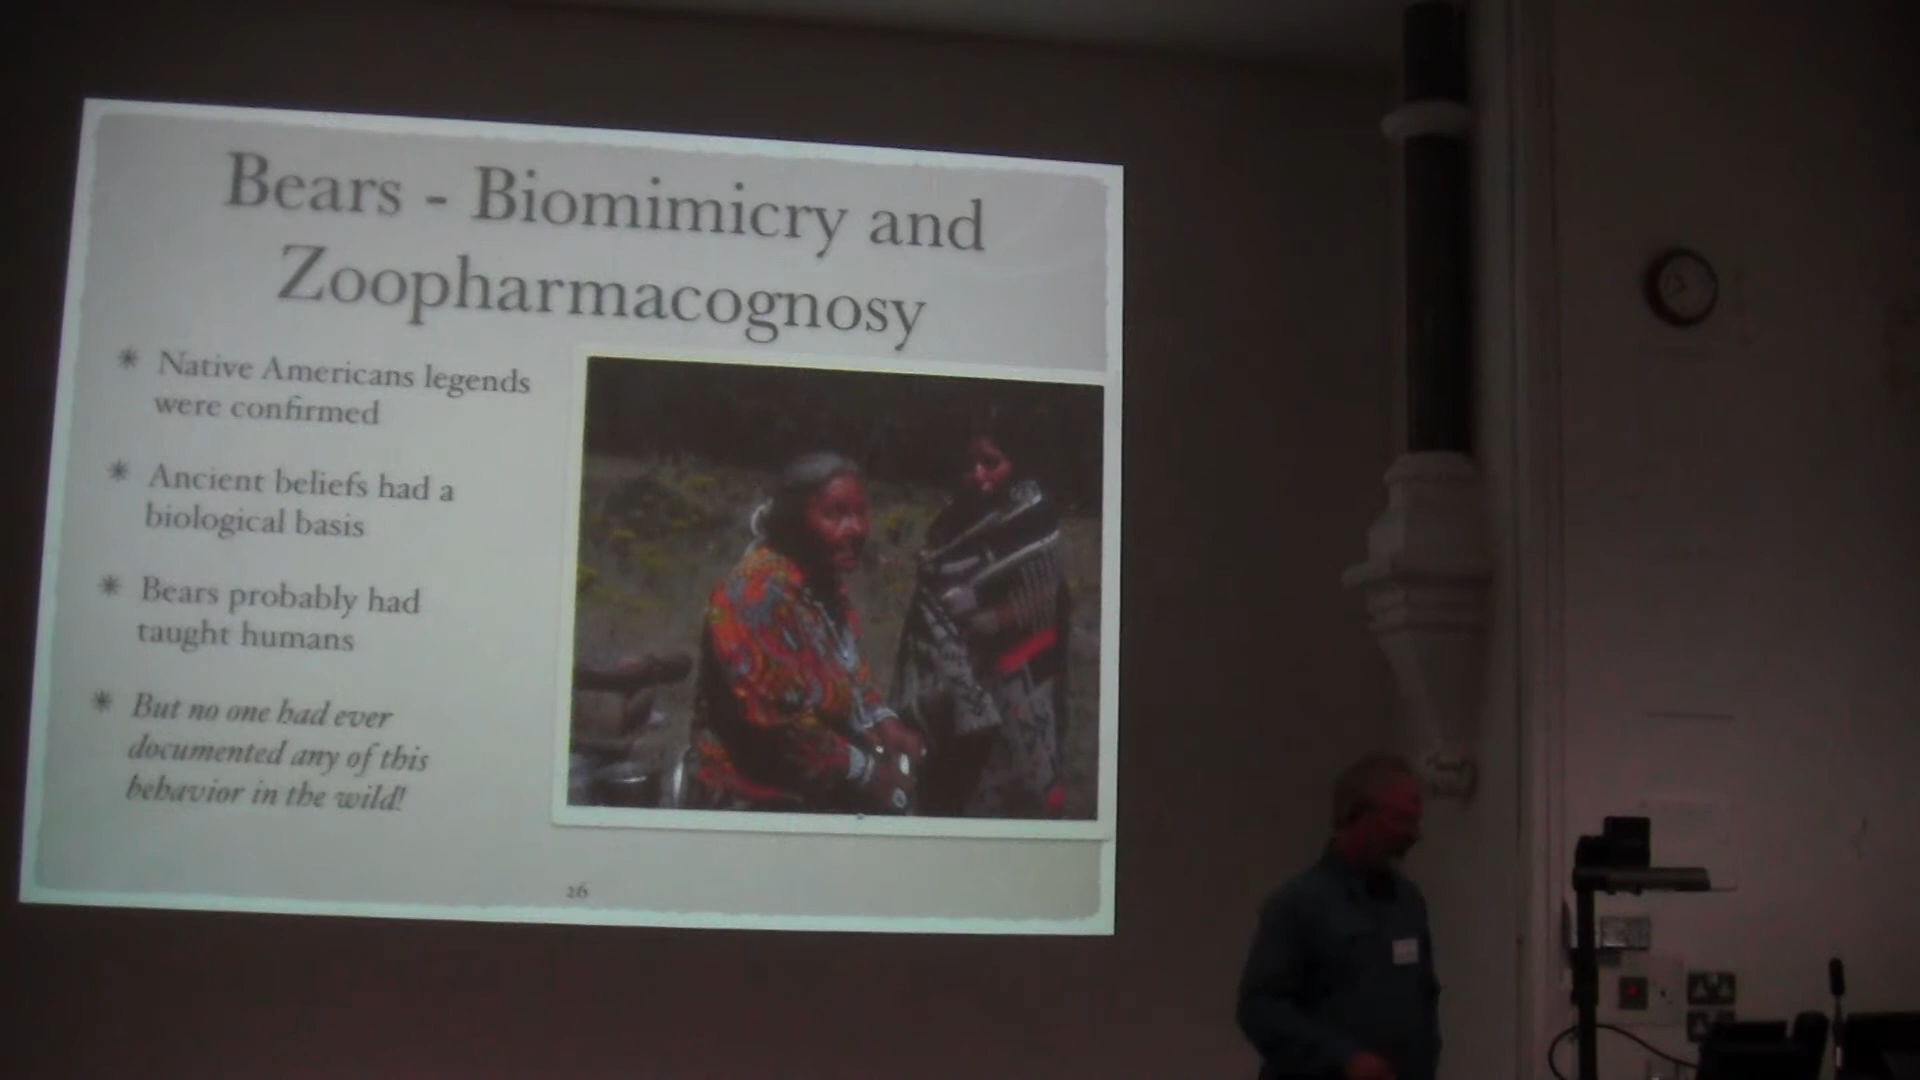 Bears - Biomimicry and
Zoopharmacognosy
* Native Americans legends
were confirmed
* Ancient beliefs had a
biological basis
* Bears probably had
taught humans
* But no one had ever
documented any of this
behavior in the wild!
26